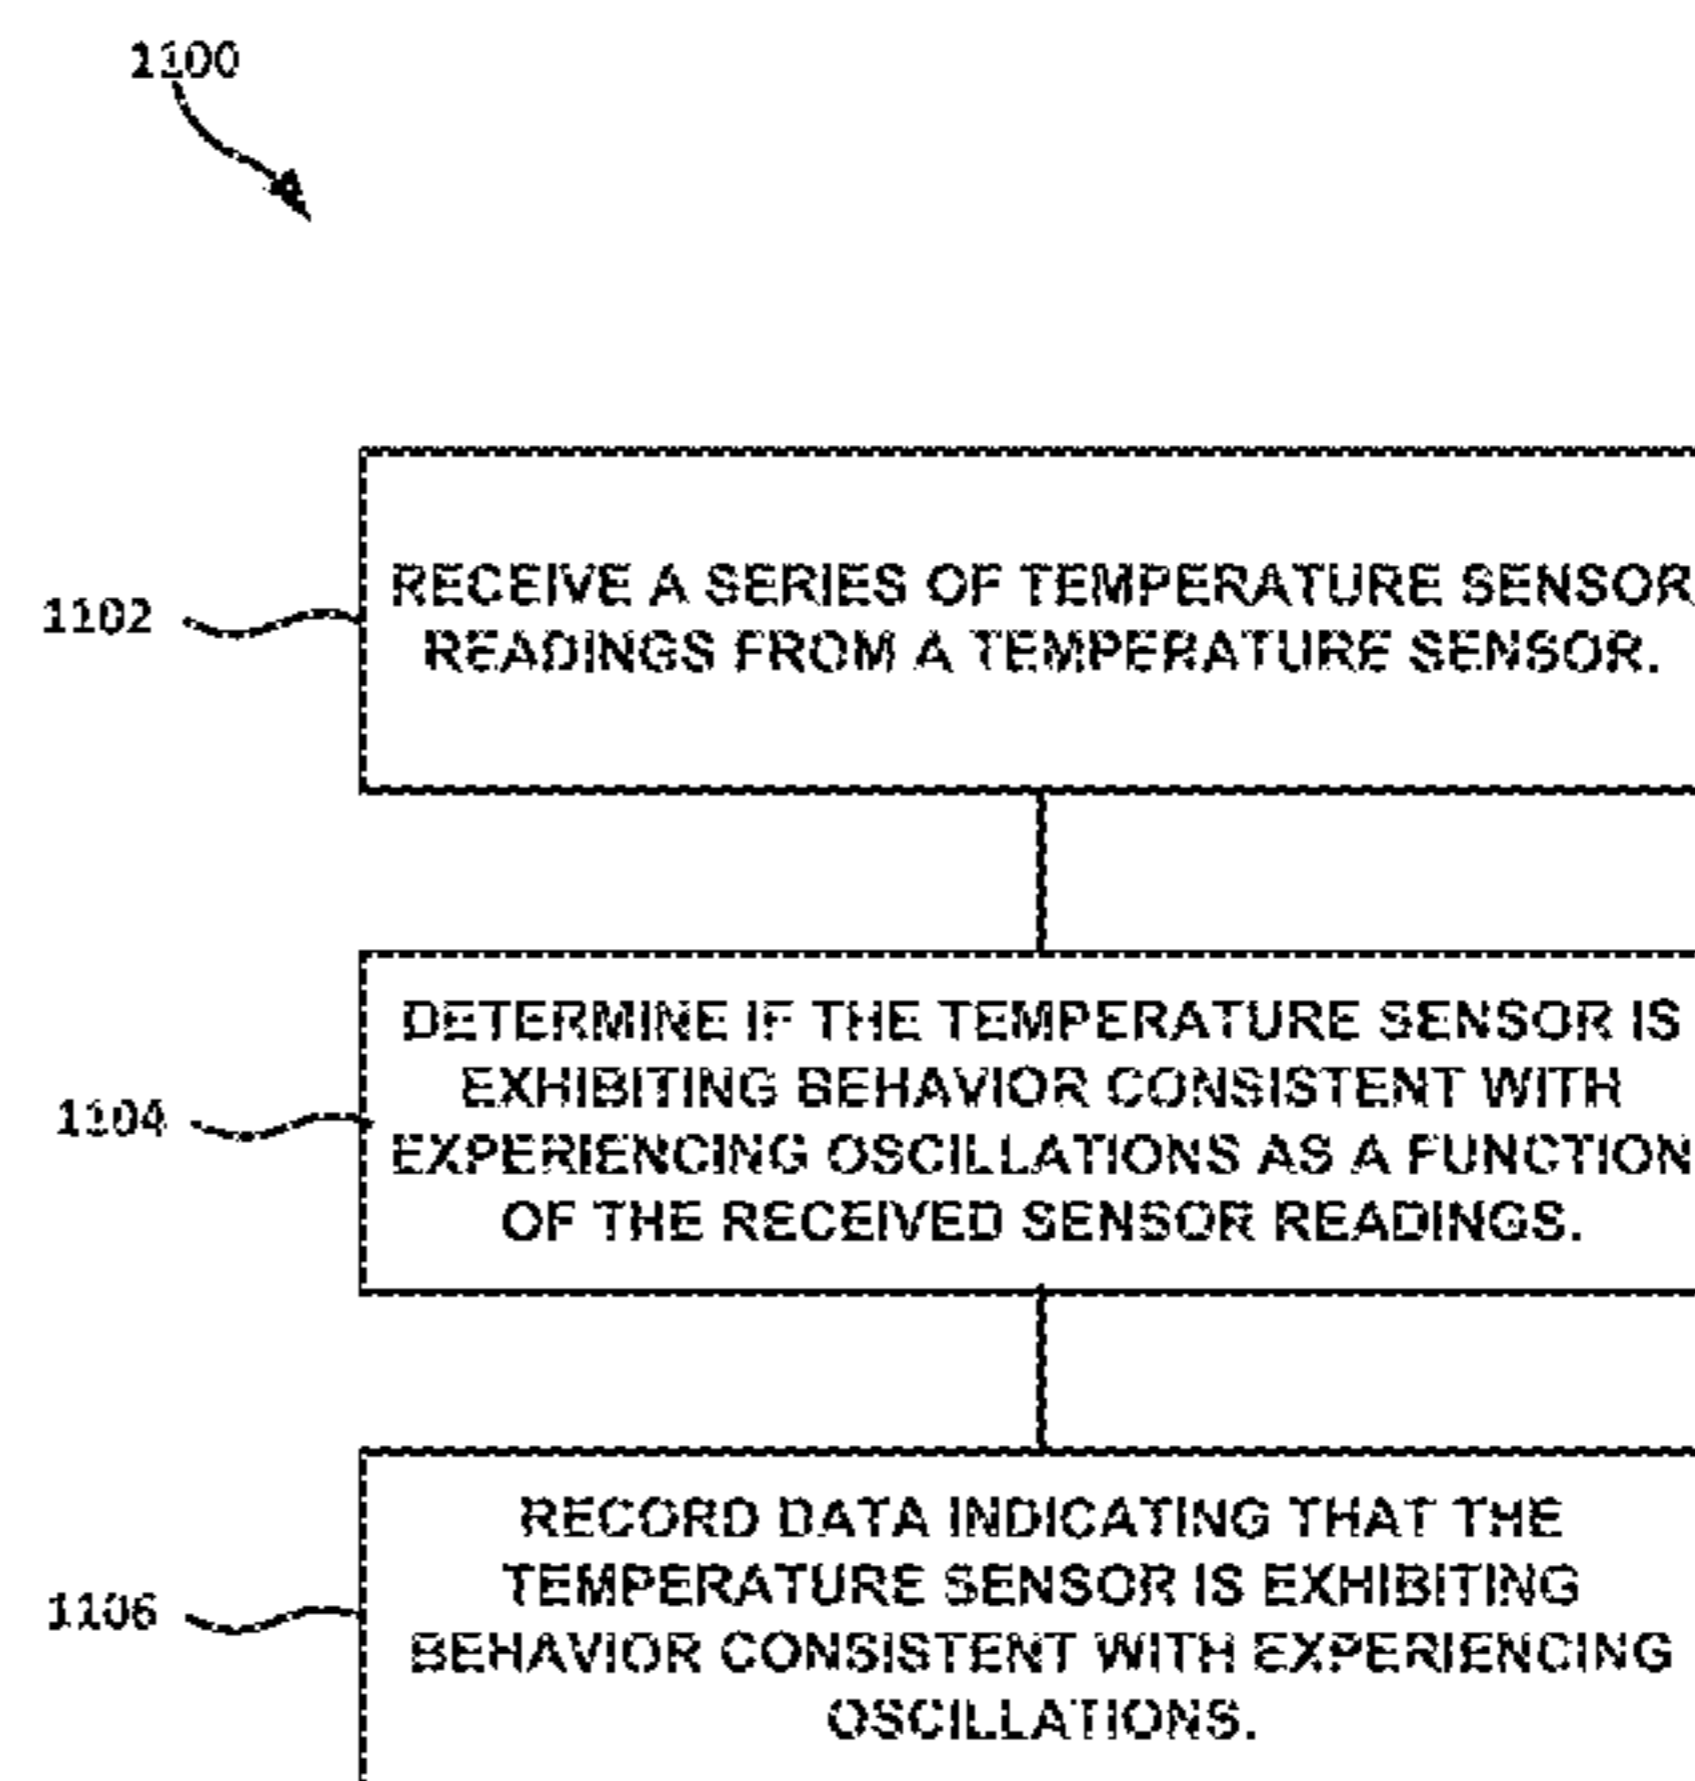 1100
1102
RECEIVE A SERIES OF TEMPERATURE SENSOR
READINGS FROM A TEMPERATURE SENSOR.
1104
DETERMINE IF THE TEMPERATURE SENSOR IS
EXHIBITING BEHAVIOR CONSISTENT WITH
EXPERIENCING OSCILLATIONS AS A FUNCTION
OF THE RECEIVED SENSOR READINGS.
1106
RECORD DATA INDICATING THAT THE
TEMPERATURE SENSOR IS EXHIBITING
BEHAVIOR CONSISTENT WITH EXPERIENCING
OSCILLATIONS.